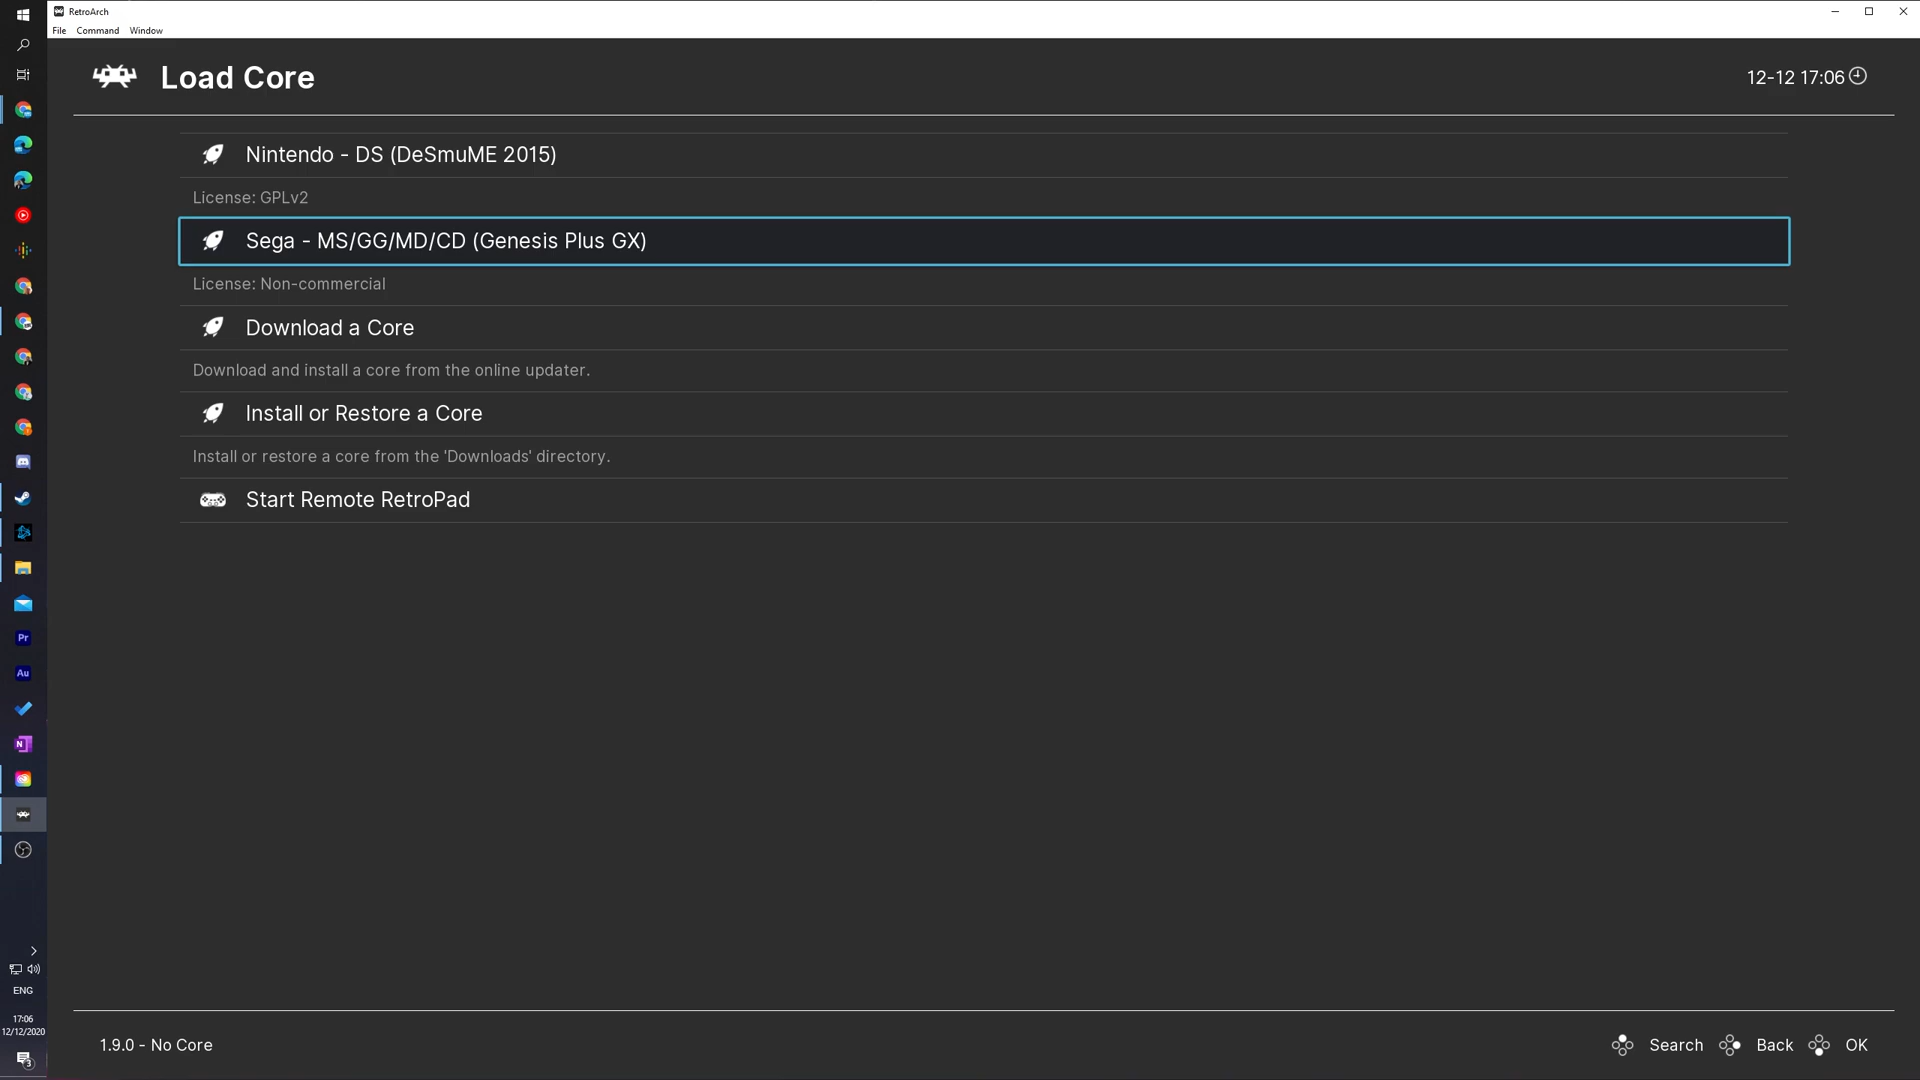 RetroArch
File Command Window
Load Core
12-12 17:06
Nintendo - DS (DeSmuME 2015)
License: GPLv2
Sega - MS/GG/MD/CD (Genesis Plus GX)
License: Non-commercial
Download a Core
Download and install a core from the online updater.
Install or Restore a Core
Install or restore a core from the 'Downloads' directory.
Start Remote RetroPad
Pr
Au
N
ENG
17:06
12/12/2020
3
1.9.0 - No Core
Search Back OK